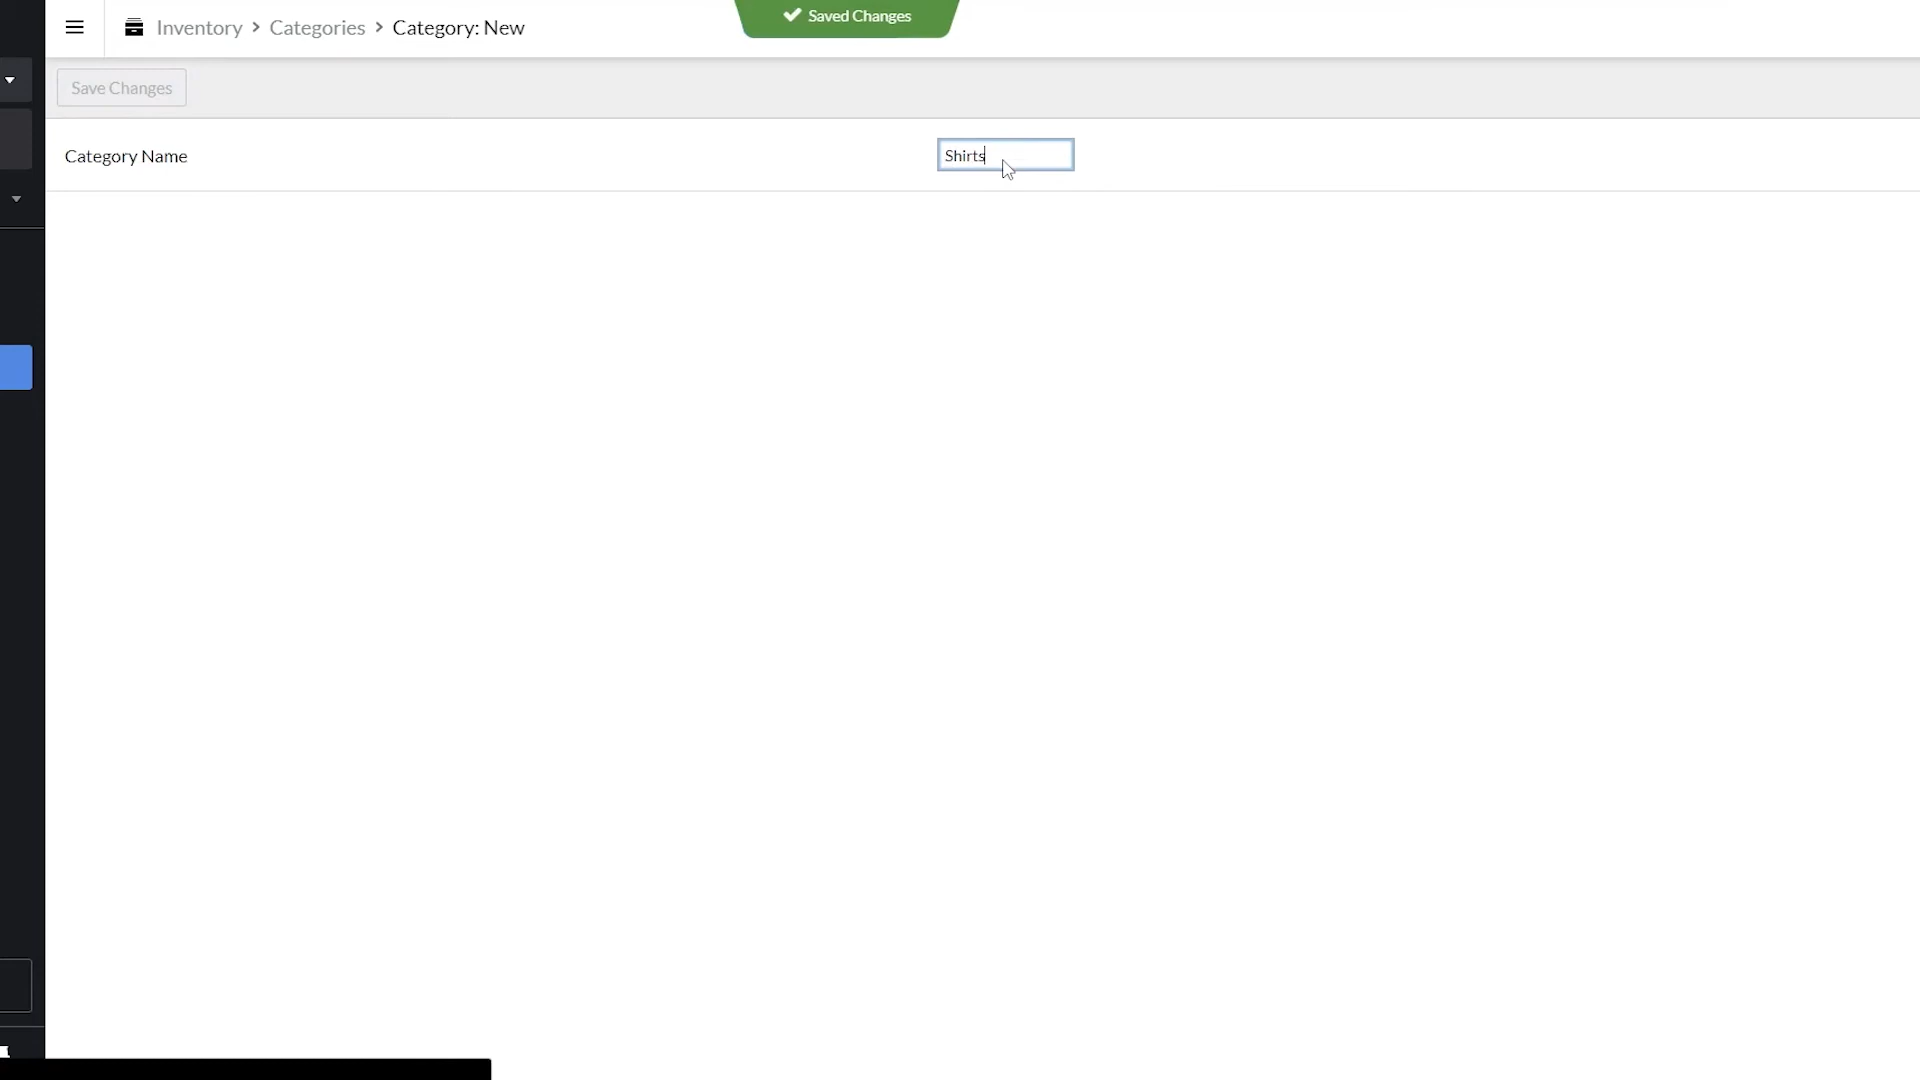 Inventory > Categories > Category: New
Saved Changes
Save Changes
Category Name
Shirts